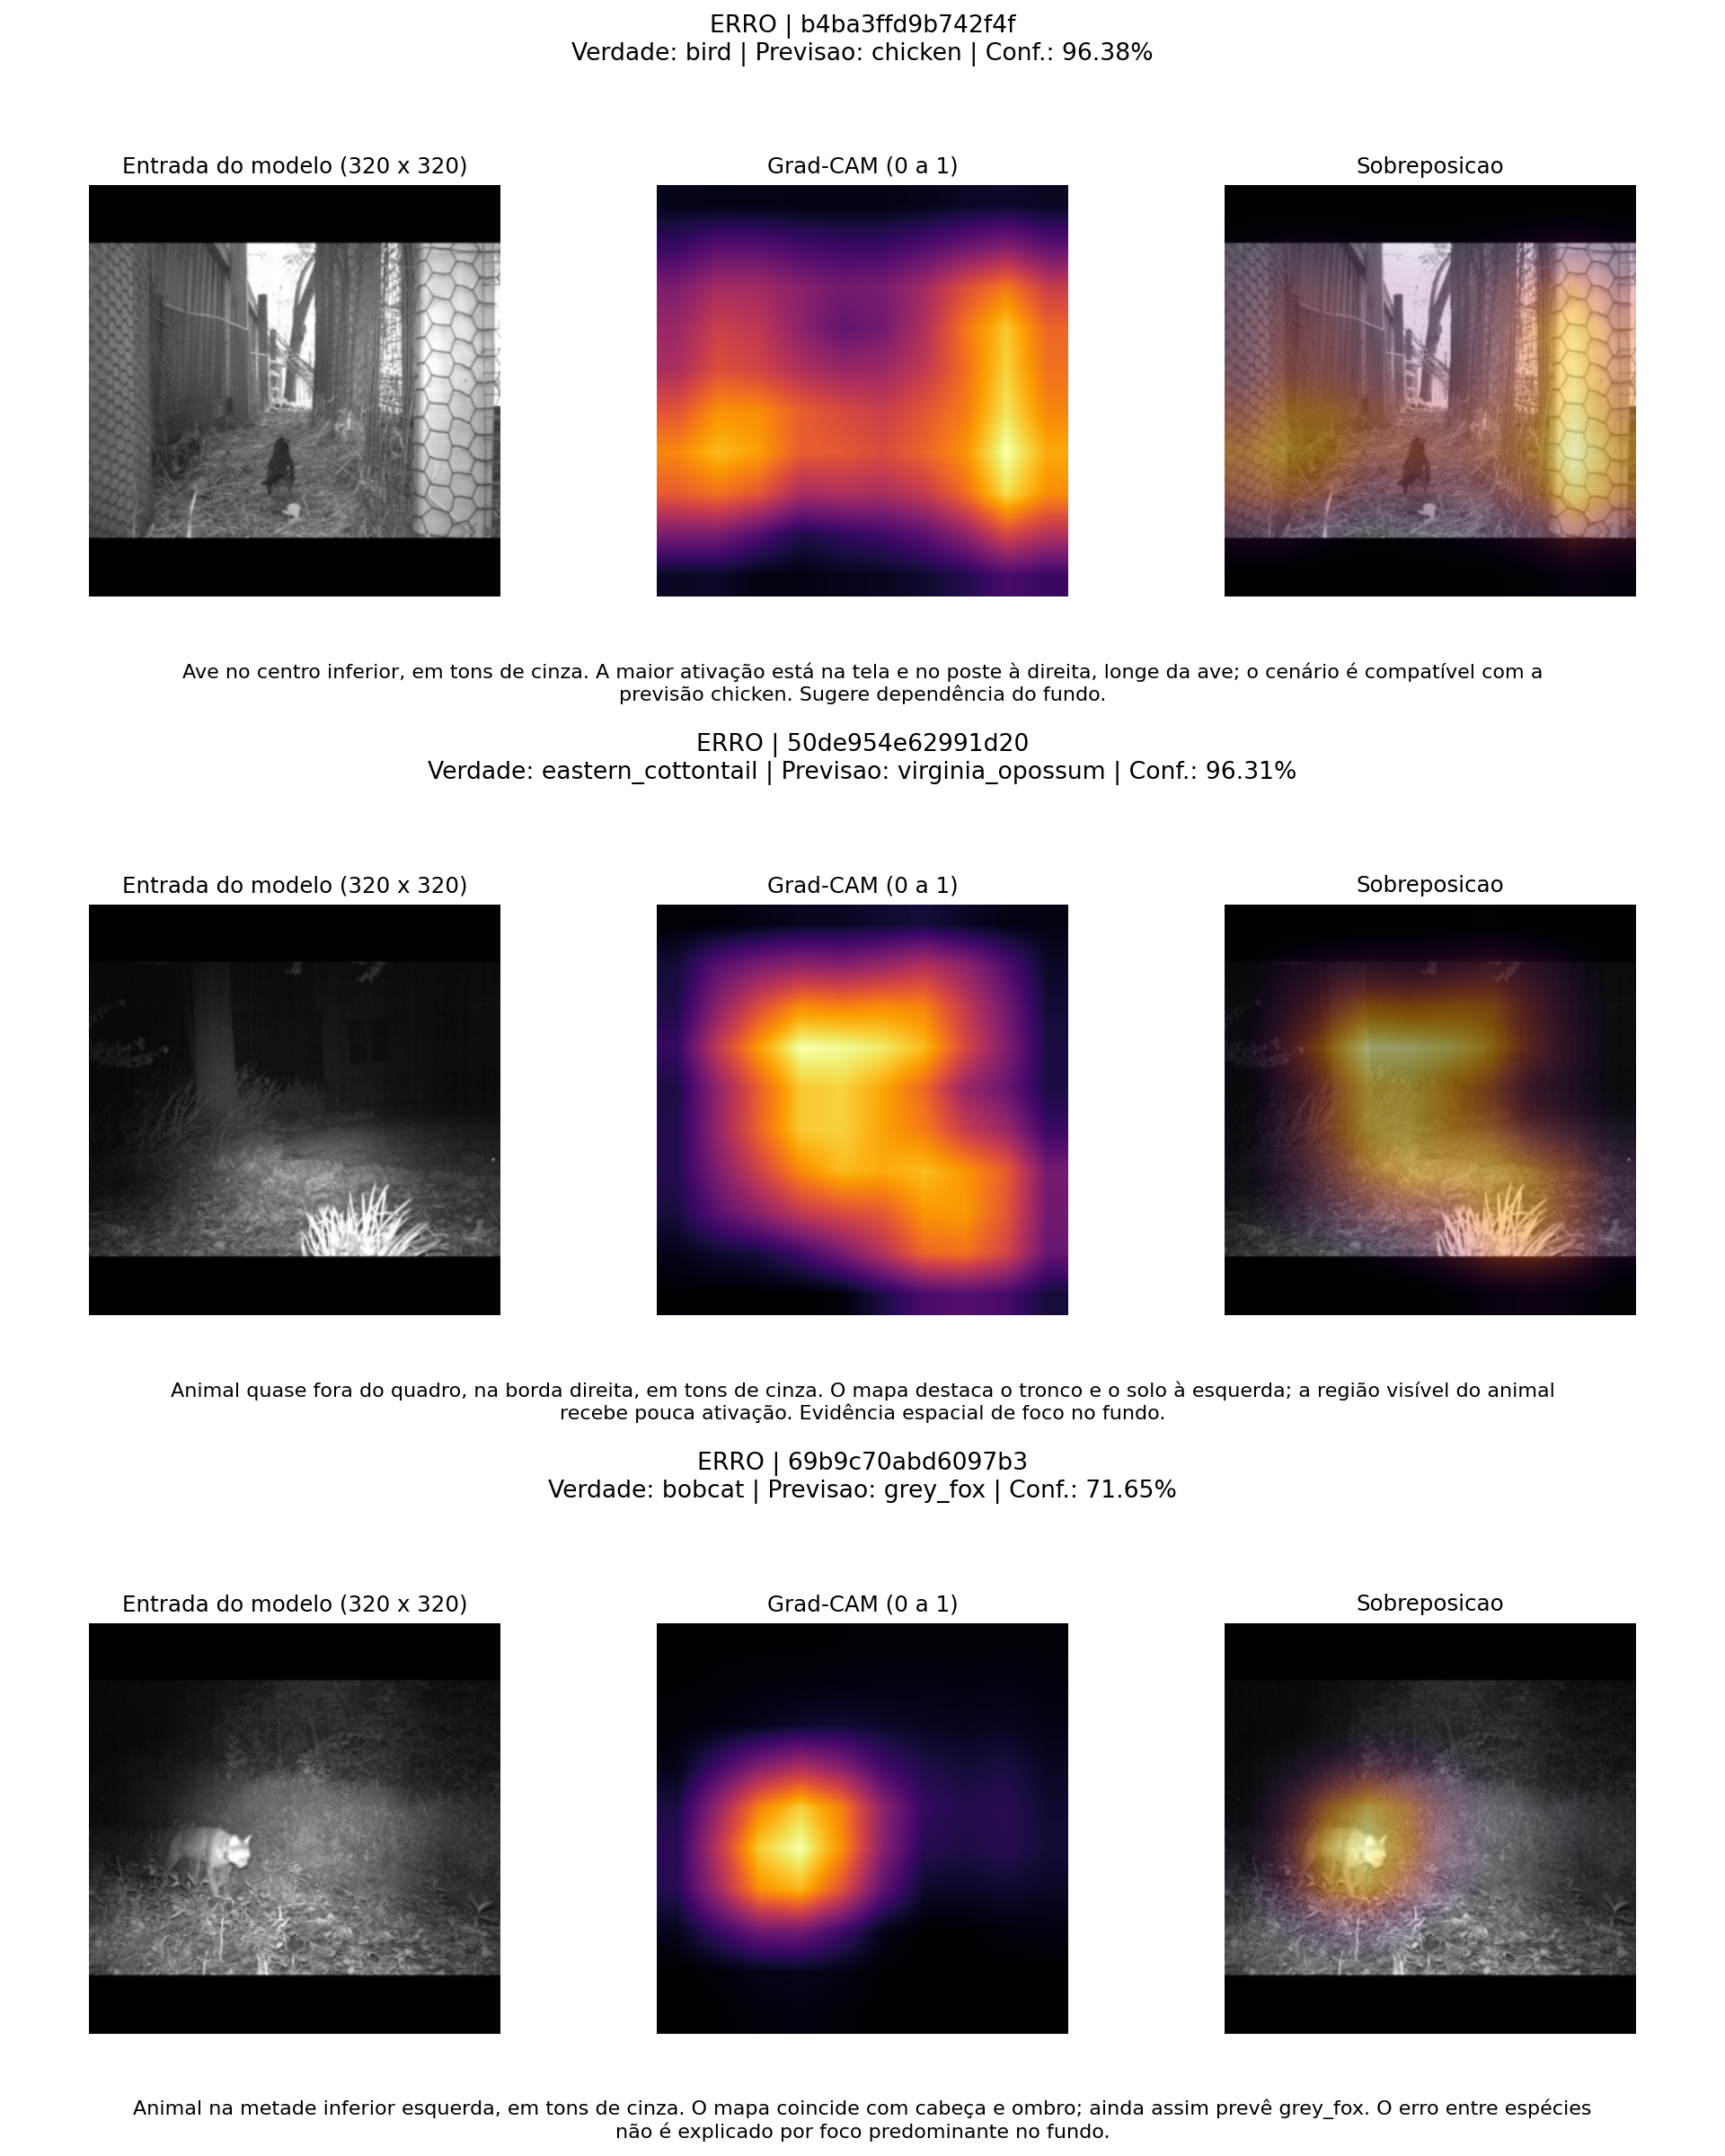 ERRO | b4ba3ffd9b742f4f
Verdade: bird | Previsao: chicken | Conf.: 96.38%
Entrada do modelo (320 x 320)
Grad-CAM (0 a 1)
Sobreposicao
Ave no centro inferior, em tons de cinza. A maior ativação está na tela e no poste à direita, longe da ave; o cenário é compatível com a
previsão chicken. Sugere dependência do fundo.
ERRO | 50de954e62991d20
Verdade: eastern_cottontail | Previsao: virginia_opossum | Conf.: 96.31%
Entrada do modelo (320 x 320)
Grad-CAM (0 a 1)
Sobreposicao
Animal quase fora do quadro, na borda direita, em tons de cinza. O mapa destaca o tronco e o solo à esquerda; a região visível do animal
recebe pouca ativação. Evidência espacial de foco no fundo.
ERRO | 69b9c70abd6097b3
Verdade: bobcat | Previsao: grey_fox | Conf.: 71.65%
Entrada do modelo (320 x 320)
Grad-CAM (0 a 1)
Sobreposicao
Animal na metade inferior esquerda, em tons de cinza. O mapa coincide com cabeça e ombro; ainda assim prevê grey_fox. O erro entre espécies
não é explicado por foco predominante no fundo.